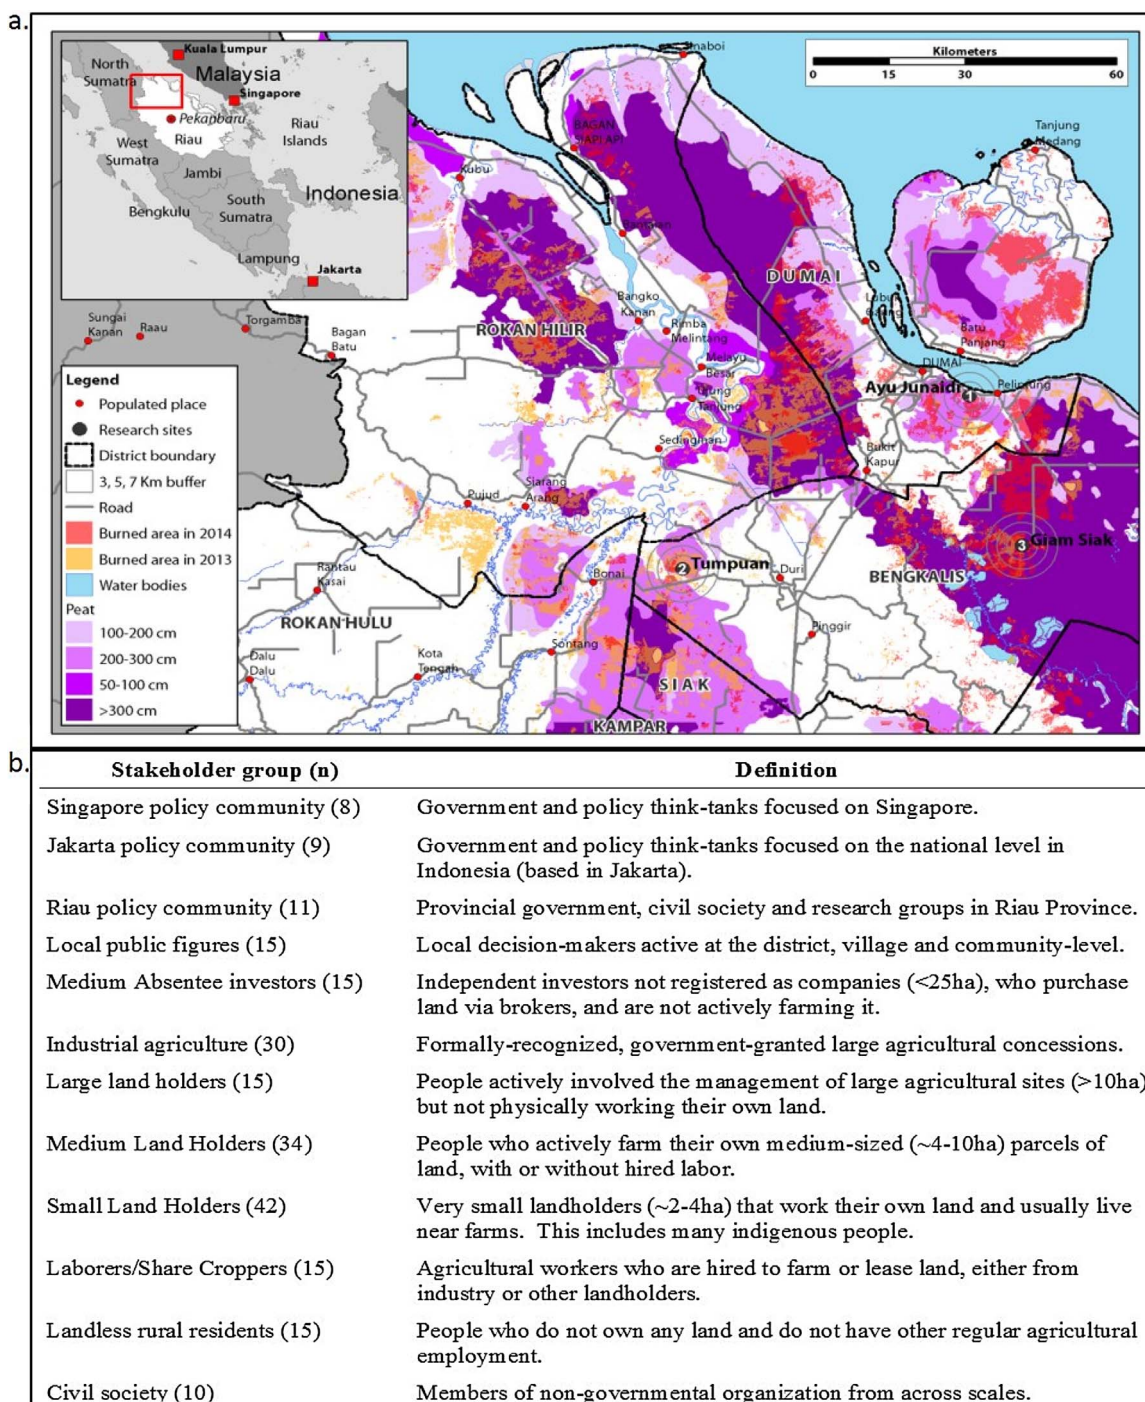 a.
Kuala Lumpur
North
Sumatra
Malaysia
Singapore
Pekanbaru
Riau
Riau
Islands
West
Sumatra
Jambi
Indonesia
South
Sumatra
Bengkulu
Lampung
Jakarta
Kilometers
0 15 30 60
BAGAN
SIAPI API
Tanjung
Medang
Kubu
DUMAI
Sungai
Kanan
Raau
Torgamba
Bagan
Batu
Bangko
Kanan
ROKAN HILIR
Rimba
Melintang
Batu
Panjang
Melayu
Besar
DUMAI
Ayu Junaidi
1
Tanjung
Sedinginan
Bukit
Kapur
Pujud
Siarang
Arang
3 Giam Siak
2 Tumpuan
Duri
Bonai
BENGKALIS
Rantau
Kasai
ROKAN HULU
Pinggir
Dalu
Dalu
Kota
Tengah
Sontang
SIAK
KAMPAR
Legend
Populated place
Research sites
District boundary
3, 5, 7 Km buffer
Road
Burned area in 2014
Burned area in 2013
Water bodies
Peat
100-200 cm
200-300 cm
50-100 cm
>300 cm
b.
Stakeholder group (n) Definition
Singapore policy community (8) Government and policy think-tanks focused on Singapore.
Jakarta policy community (9) Government and policy think-tanks focused on the national level in
Indonesia (based in Jakarta).
Riau policy community (11) Provincial government, civil society and research groups in Riau Province.
Local public figures (15) Local decision-makers active at the district, village and community-level.
Medium Absentee investors (15) Independent investors not registered as companies (<25ha), who purchase
land via brokers, and are not actively farming it.
Industrial agriculture (30) Formally-recognized, government-granted large agricultural concessions.
Large land holders (15) People actively involved the management of large agricultural sites (>10ha)
but not physically working their own land.
Medium Land Holders (34) People who actively farm their own medium-sized (~4-10ha) parcels of
land, with or without hired labor.
Small Land Holders (42) Very small landholders (~2-4ha) that work their own land and usually live
near farms. This includes many indigenous people.
Laborers/Share Croppers (15) Agricultural workers who are hired to farm or lease land, either from
industry or other landholders.
Landless rural residents (15) People who do not own any land and do not have other regular agricultural
employment.
Civil society (10) Members of non-governmental organization from across scales.